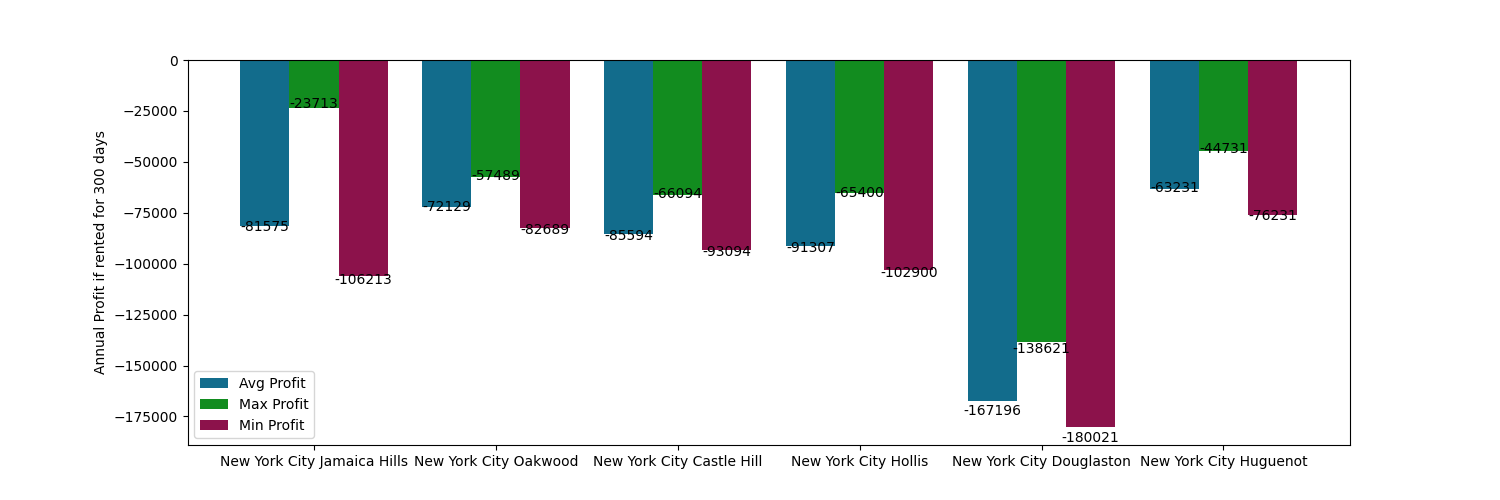 0
−25000
−50000
−75000
−100000
−125000
−150000
−175000
Annual Profit if rented for 300 days
-81575
-23713
-106213
-72129
-57489
-82689
-85594
-66094
-93094
-91307
-65400
-102900
-167196
-138621
-180021
-63231
-44731
-76231
Avg Profit
Max Profit
Min Profit
New York City Jamaica Hills
New York City Oakwood
New York City Castle Hill
New York City Hollis
New York City Douglaston
New York City Huguenot